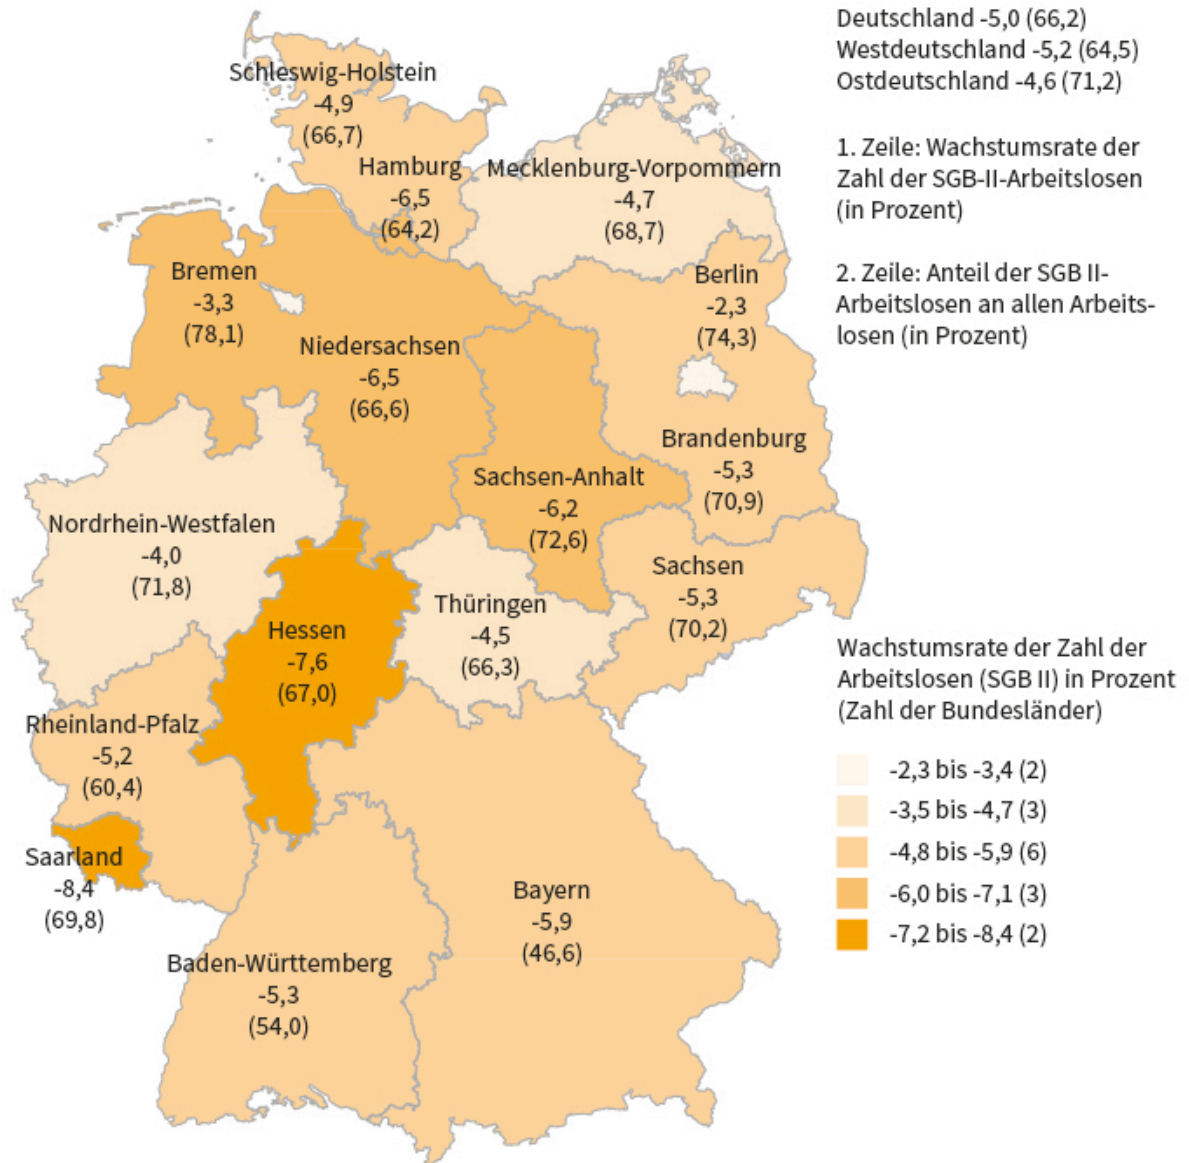 Deutschland -5,0 (66,2)
Westdeutschland -5,2 (64,5)
Ostdeutschland -4,6 (71,2)
1. Zeile: Wachstumsrate der
Zahl der SGB-II-Arbeitslosen
(in Prozent)
2. Zeile: Anteil der SGB II-
Arbeitslosen an allen Arbeits-
losen (in Prozent)
Schleswig-Holstein
-4,9
(66,7)
Hamburg
-6,5
(64,2)
Mecklenburg-Vorpommern
-4,7
(68,7)
Bremen
-3,3
(78,1)
Berlin
-2,3
(74,3)
Niedersachsen
-6,5
(66,6)
Brandenburg
-5,3
(70,9)
Sachsen-Anhalt
-6,2
(72,6)
Nordrhein-Westfalen
-4,0
(71,8)
Sachsen
-5,3
(70,2)
Thüringen
-4,5
(66,3)
Hessen
-7,6
(67,0)
Rheinland-Pfalz
-5,2
(60,4)
Saarland
-8,4
(69,8)
Bayern
-5,9
(46,6)
Baden-Württemberg
-5,3
(54,0)
Wachstumsrate der Zahl der
Arbeitslosen (SGB II) in Prozent
(Zahl der Bundesländer)
-2,3 bis -3,4 (2)
-3,5 bis -4,7 (3)
-4,8 bis -5,9 (6)
-6,0 bis -7,1 (3)
-7,2 bis -8,4 (2)